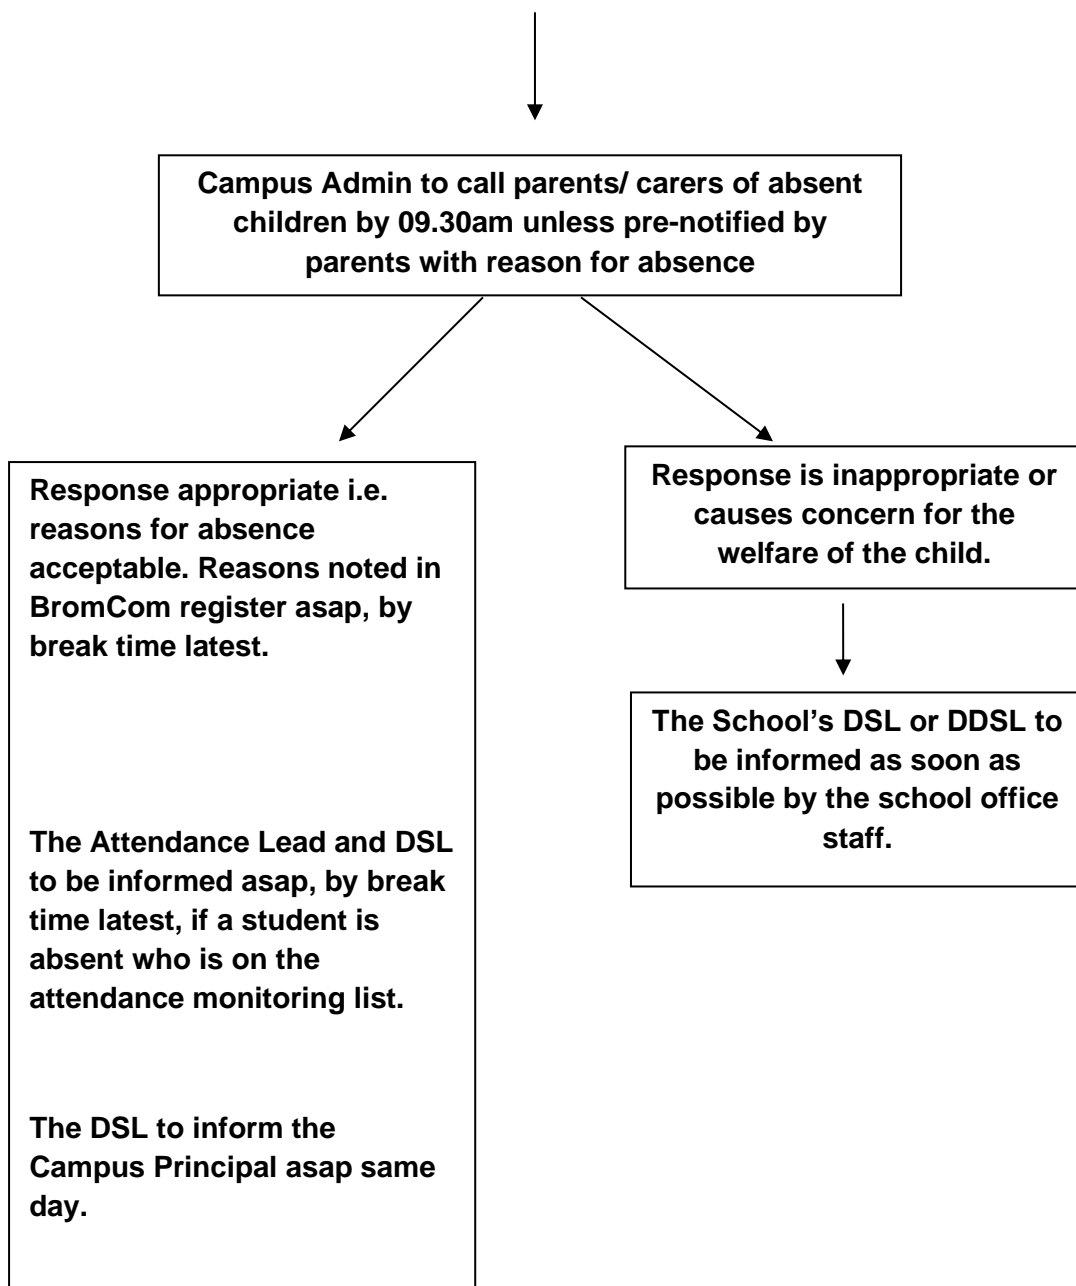 Campus Admin to call parents/ carers of absent
children by 09.30am unless pre-notified by
parents with reason for absence
Response appropriate i.e.
reasons for absence
acceptable. Reasons noted in
BromCom register asap, by
break time latest.
The Attendance Lead and DSL
to be informed asap, by break
time latest, if a student is
absent who is on the
attendance monitoring list.
The DSL to inform the
Campus Principal asap same
day.
Response is inappropriate or
causes concern for the
welfare of the child.
The School’s DSL or DDSL to
be informed as soon as
possible by the school office
staff.